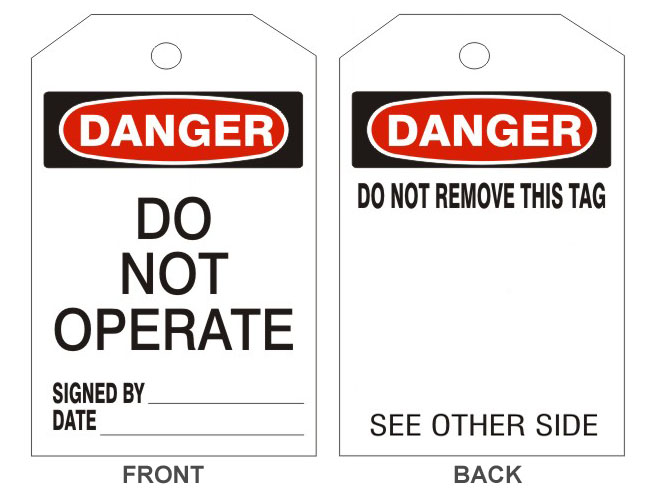 DANGER
DO
NOT
OPERATE
SIGNED BY
DATE
FRONT
DANGER
DO NOT REMOVE THIS TAG
SEE OTHER SIDE
BACK